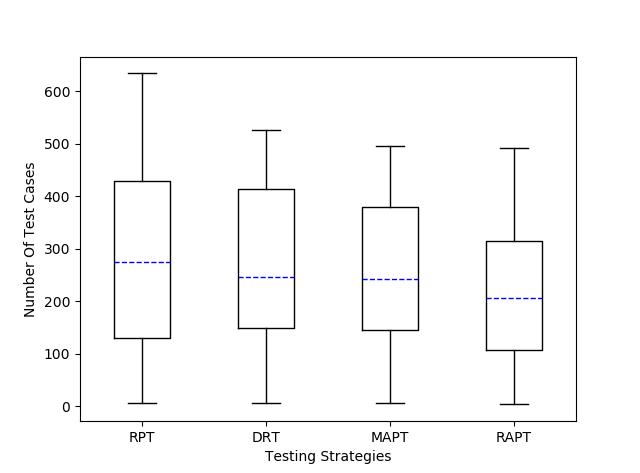 Number Of Test Cases
600
500
400
300
200
100
0
RPT DRT MAPT RAPT
Testing Strategies